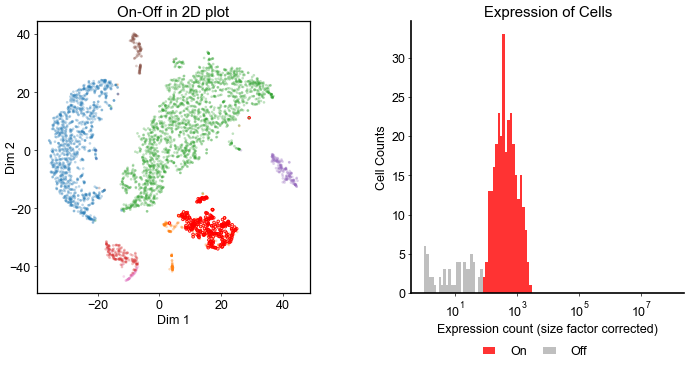 On-Off in 2D plot
Dim 2
40
20
0
−20
−40
−20
0
20
40
Dim 1
Expression of Cells
Cell Counts
30
25
20
15
10
5
0
10^1
10^3
10^5
10^7
Expression count (size factor corrected)
On
Off